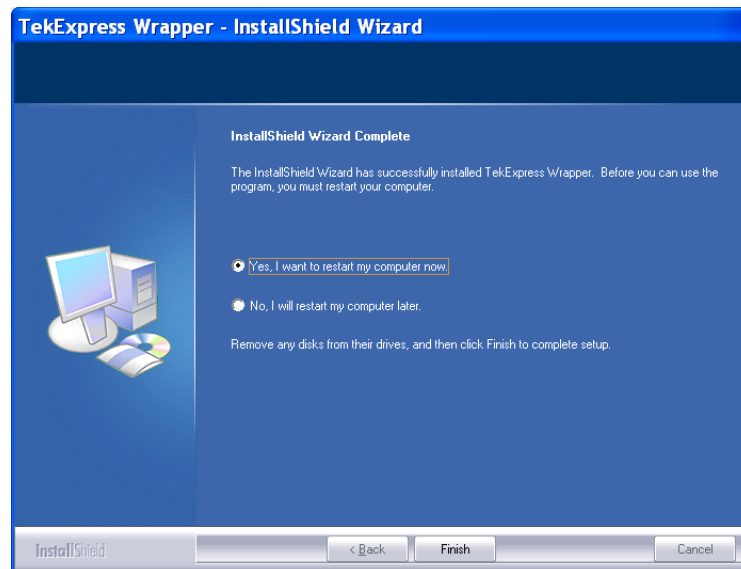 TekExpress Wrapper - InstallShield Wizard
InstallShield Wizard Complete
The InstallShield Wizard has successfully installed TekExpress Wrapper.  Before you can use the
program, you must restart your computer.
Yes, I want to restart my computer now.
No, I will restart my computer later.
Remove any disks from their drives, and then click Finish to complete setup.
InstallShield
< Back
Finish
Cancel